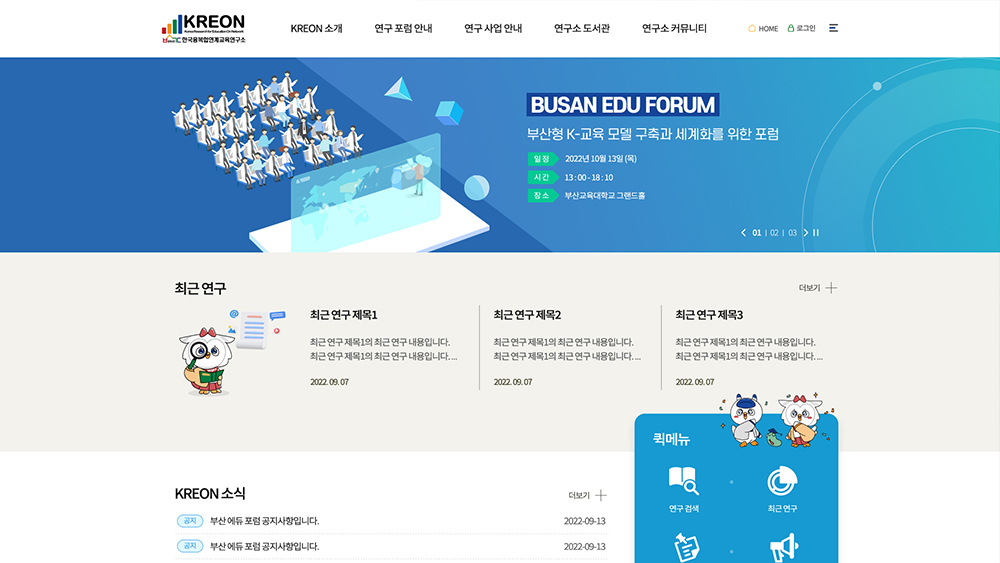 KREON
Korea Research for Education On Network
한국융복합연계교육연구소
KREON 소개
연구 포럼 안내
연구 사업 안내
연구소 도서관
연구소 커뮤니티
HOME
로그인
BUSAN EDU FORUM
부산형 K-교육 모델 구축과 세계화를 위한 포럼
일 정 2022년 10월 13일 (목)
시 간 13 : 00 - 18 : 10
장 소 부산교육대학교 그랜드홀
01 | 02 | 03
최근 연구
더보기
최근 연구 제목1
최근 연구 제목1의 최근 연구 내용입니다.
최근 연구 제목1의 최근 연구 내용입니다. ...
2022. 09. 07
최근 연구 제목2
최근 연구 제목1의 최근 연구 내용입니다.
최근 연구 제목1의 최근 연구 내용입니다. ...
2022. 09. 07
최근 연구 제목3
최근 연구 제목1의 최근 연구 내용입니다.
최근 연구 제목1의 최근 연구 내용입니다. ...
2022. 09. 07
퀵메뉴
연구 검색
최근 연구
KREON 소식
더보기
공지 부산 에듀 포럼 공지사항입니다. 2022-09-13
공지 부산 에듀 포럼 공지사항입니다. 2022-09-13